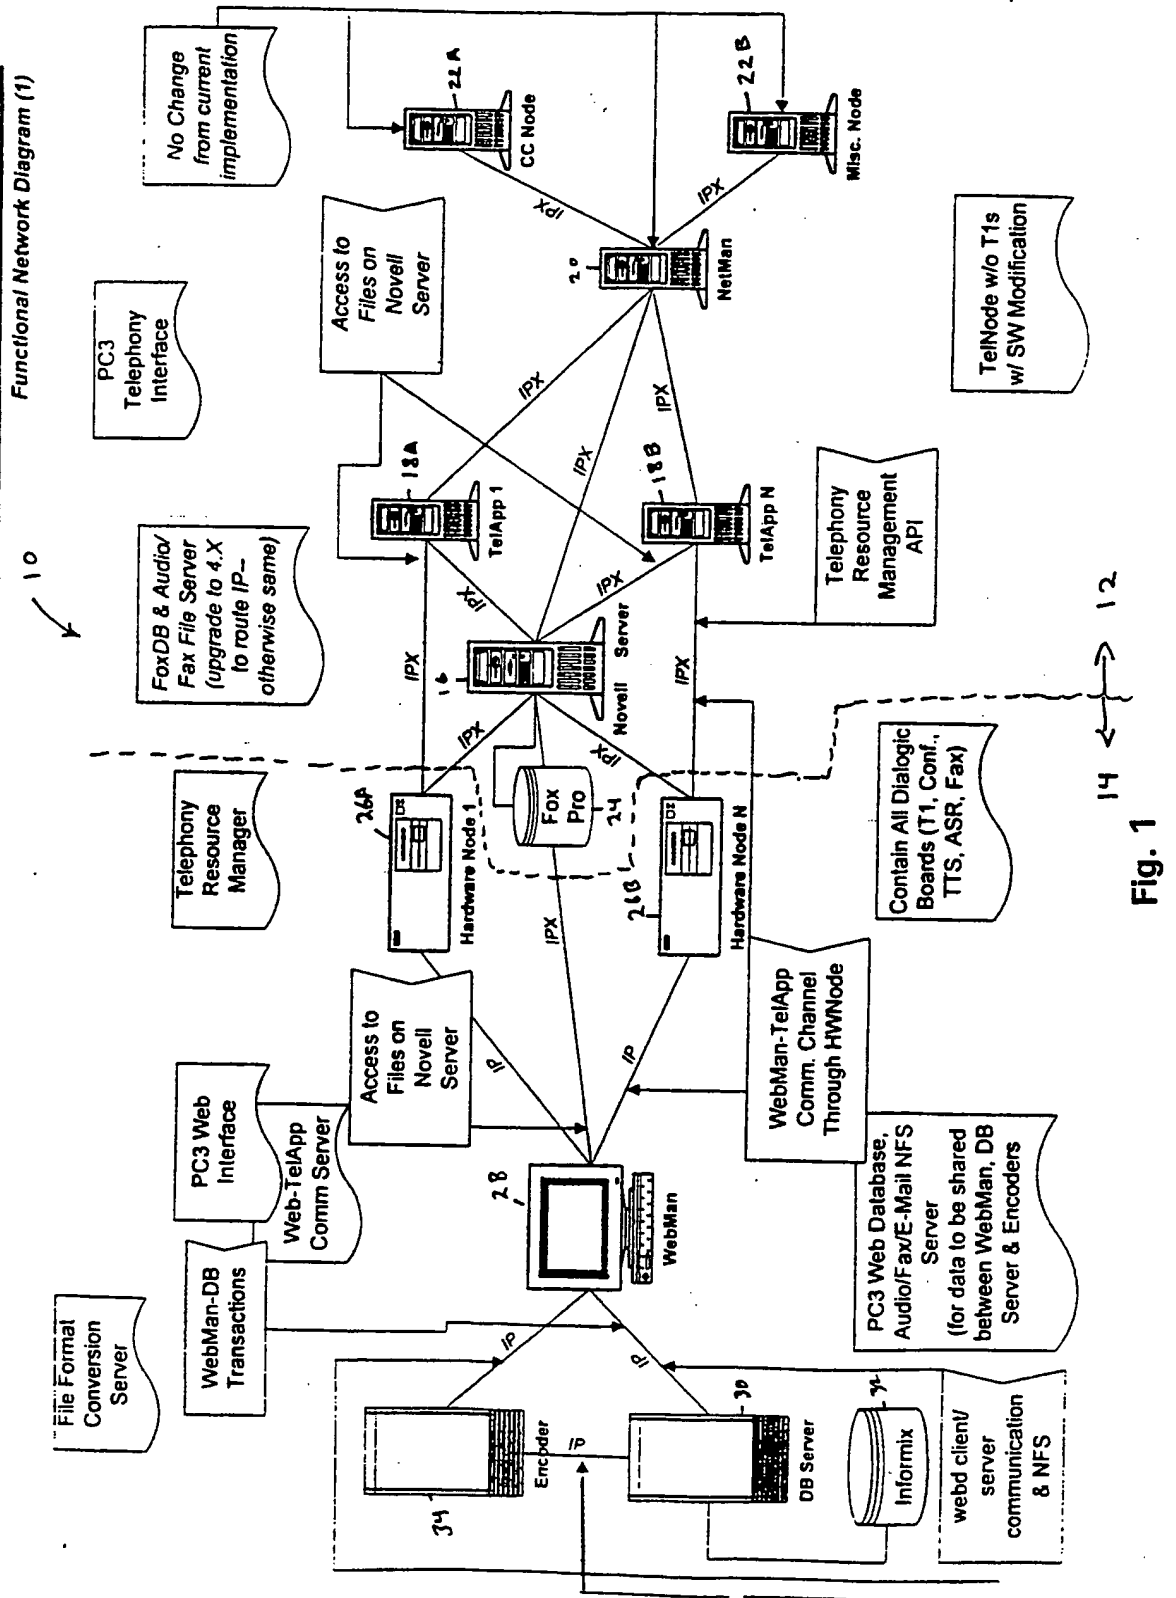 Functional Network Diagram (1)
10
File Format
Conversion
Server
WebMan-DB
Transactions
PC3 Web
Interface
Web-TelApp
Comm Server
Access to
Files on
Novell
Server
Telephony
Resource
Manager
FoxDB & Audio/
Fax File Server
(upgrade to 4.X
to route IP--
otherwise same)
PC3
Telephony
Interface
Access to
Files on
Novell
Server
No Change
from current
implementation
34
Encoder
IP
IP
IP
30
DB Server
32
Informix
webd client/
server
communication
& NFS
28
WebMan
IP
IPX
IP
26A
Hardware Node 1
Fox
Pro
24
26B
Hardware Node N
IPX
IPX
IPX
IPX
16
Novell Server
IPX
IPX
18A
TelApp 1
18B
TelApp N
IPX
IPX
IPX
20
NetMan
IPX
IPX
22A
CC Node
22B
Misc. Node
PC3 Web Database,
Audio/Fax/E-Mail NFS
Server
(for data to be shared
between WebMan, DB
Server & Encoders
WebMan-TelApp
Comm. Channel
Through HWNode
Contain All Dialogic
Boards (T1, Conf.,
TTS, ASR, Fax)
Telephony
Resource
Management
API
TelNode w/o T1s
w/ SW Modification
14
12
Fig. 1